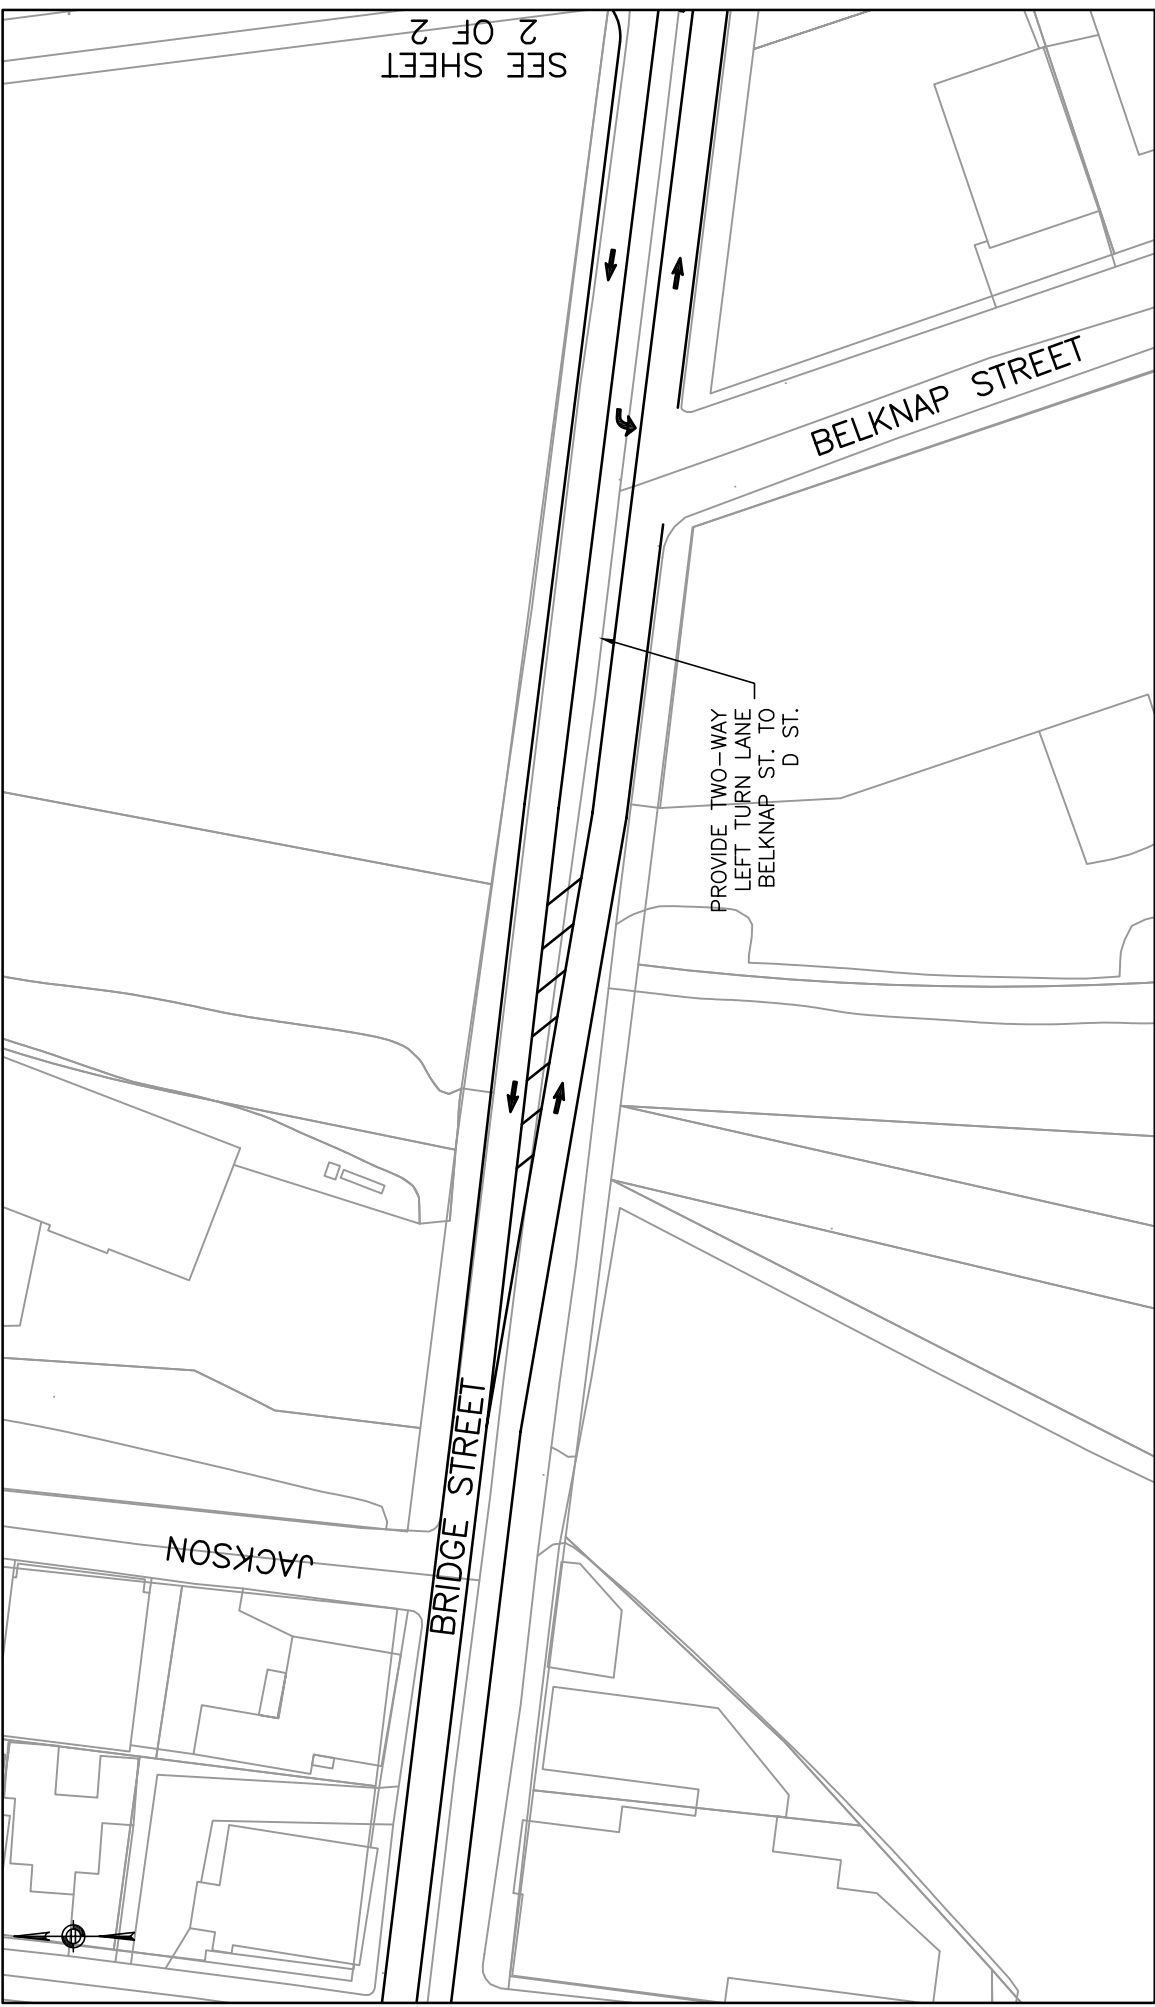 SEE SHEET
2 OF 2
BELKNAP STREET
PROVIDE TWO-WAY
LEFT TURN LANE
BELKNAP ST. TO
D ST.
BRIDGE STREET
JACKSON